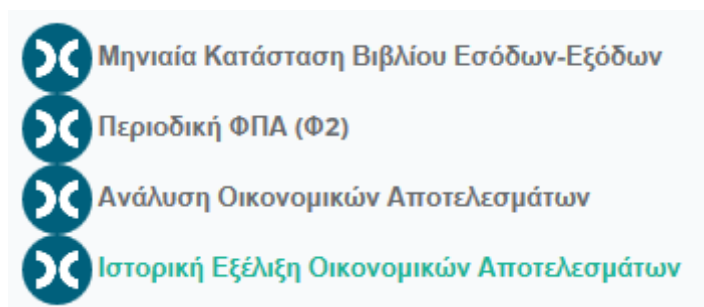 Μηνιαία Κατάσταση Βιβλίου Εσόδων-Εξόδων
Περιοδική ΦΠΑ (Φ2)
Ανάλυση Οικονομικών Αποτελεσμάτων
Ιστορική Εξέλιξη Οικονομικών Αποτελεσμάτων